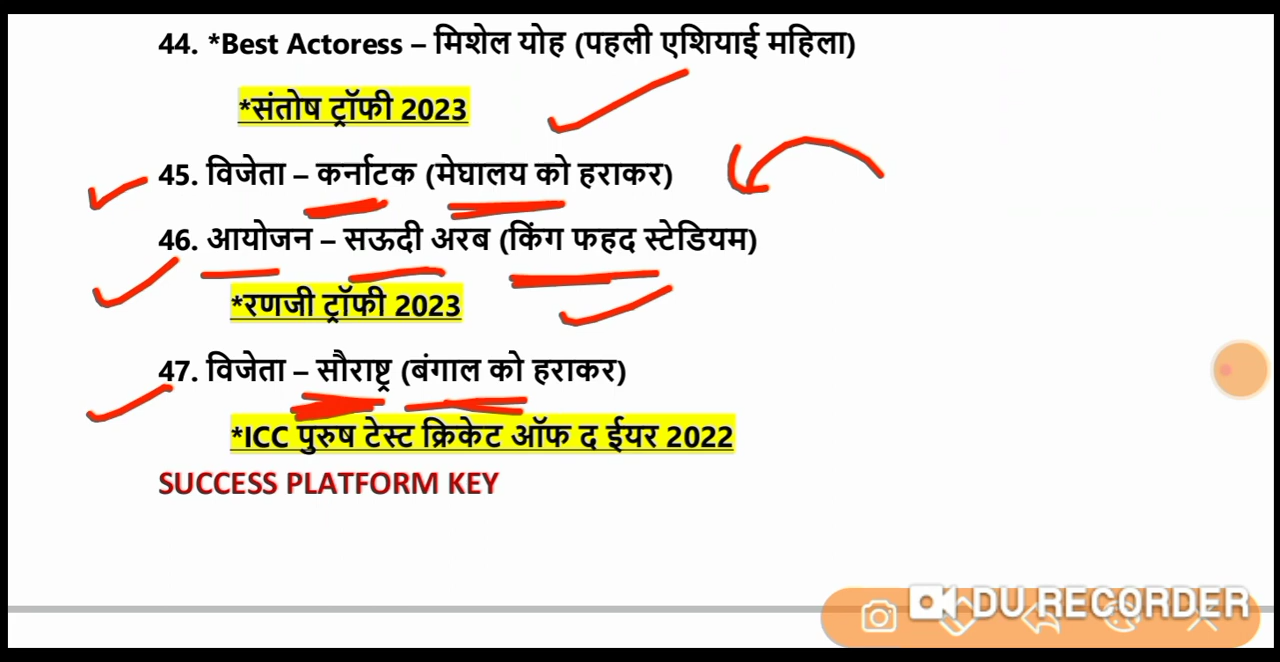 44. *Best Actoress – मिशेल योह (पहली एशियाई महिला)
*संतोष ट्रॉफी 2023
45. विजेता – कर्नाटक (मेघालय को हराकर)
46. आयोजन – सऊदी अरब (किंग फहद स्टेडियम)
*रणजी ट्रॉफी 2023
47. विजेता – सौराष्ट्र (बंगाल को हराकर)
*ICC पुरुष टेस्ट क्रिकेट ऑफ द ईयर 2022
SUCCESS PLATFORM KEY
DU RECORDER